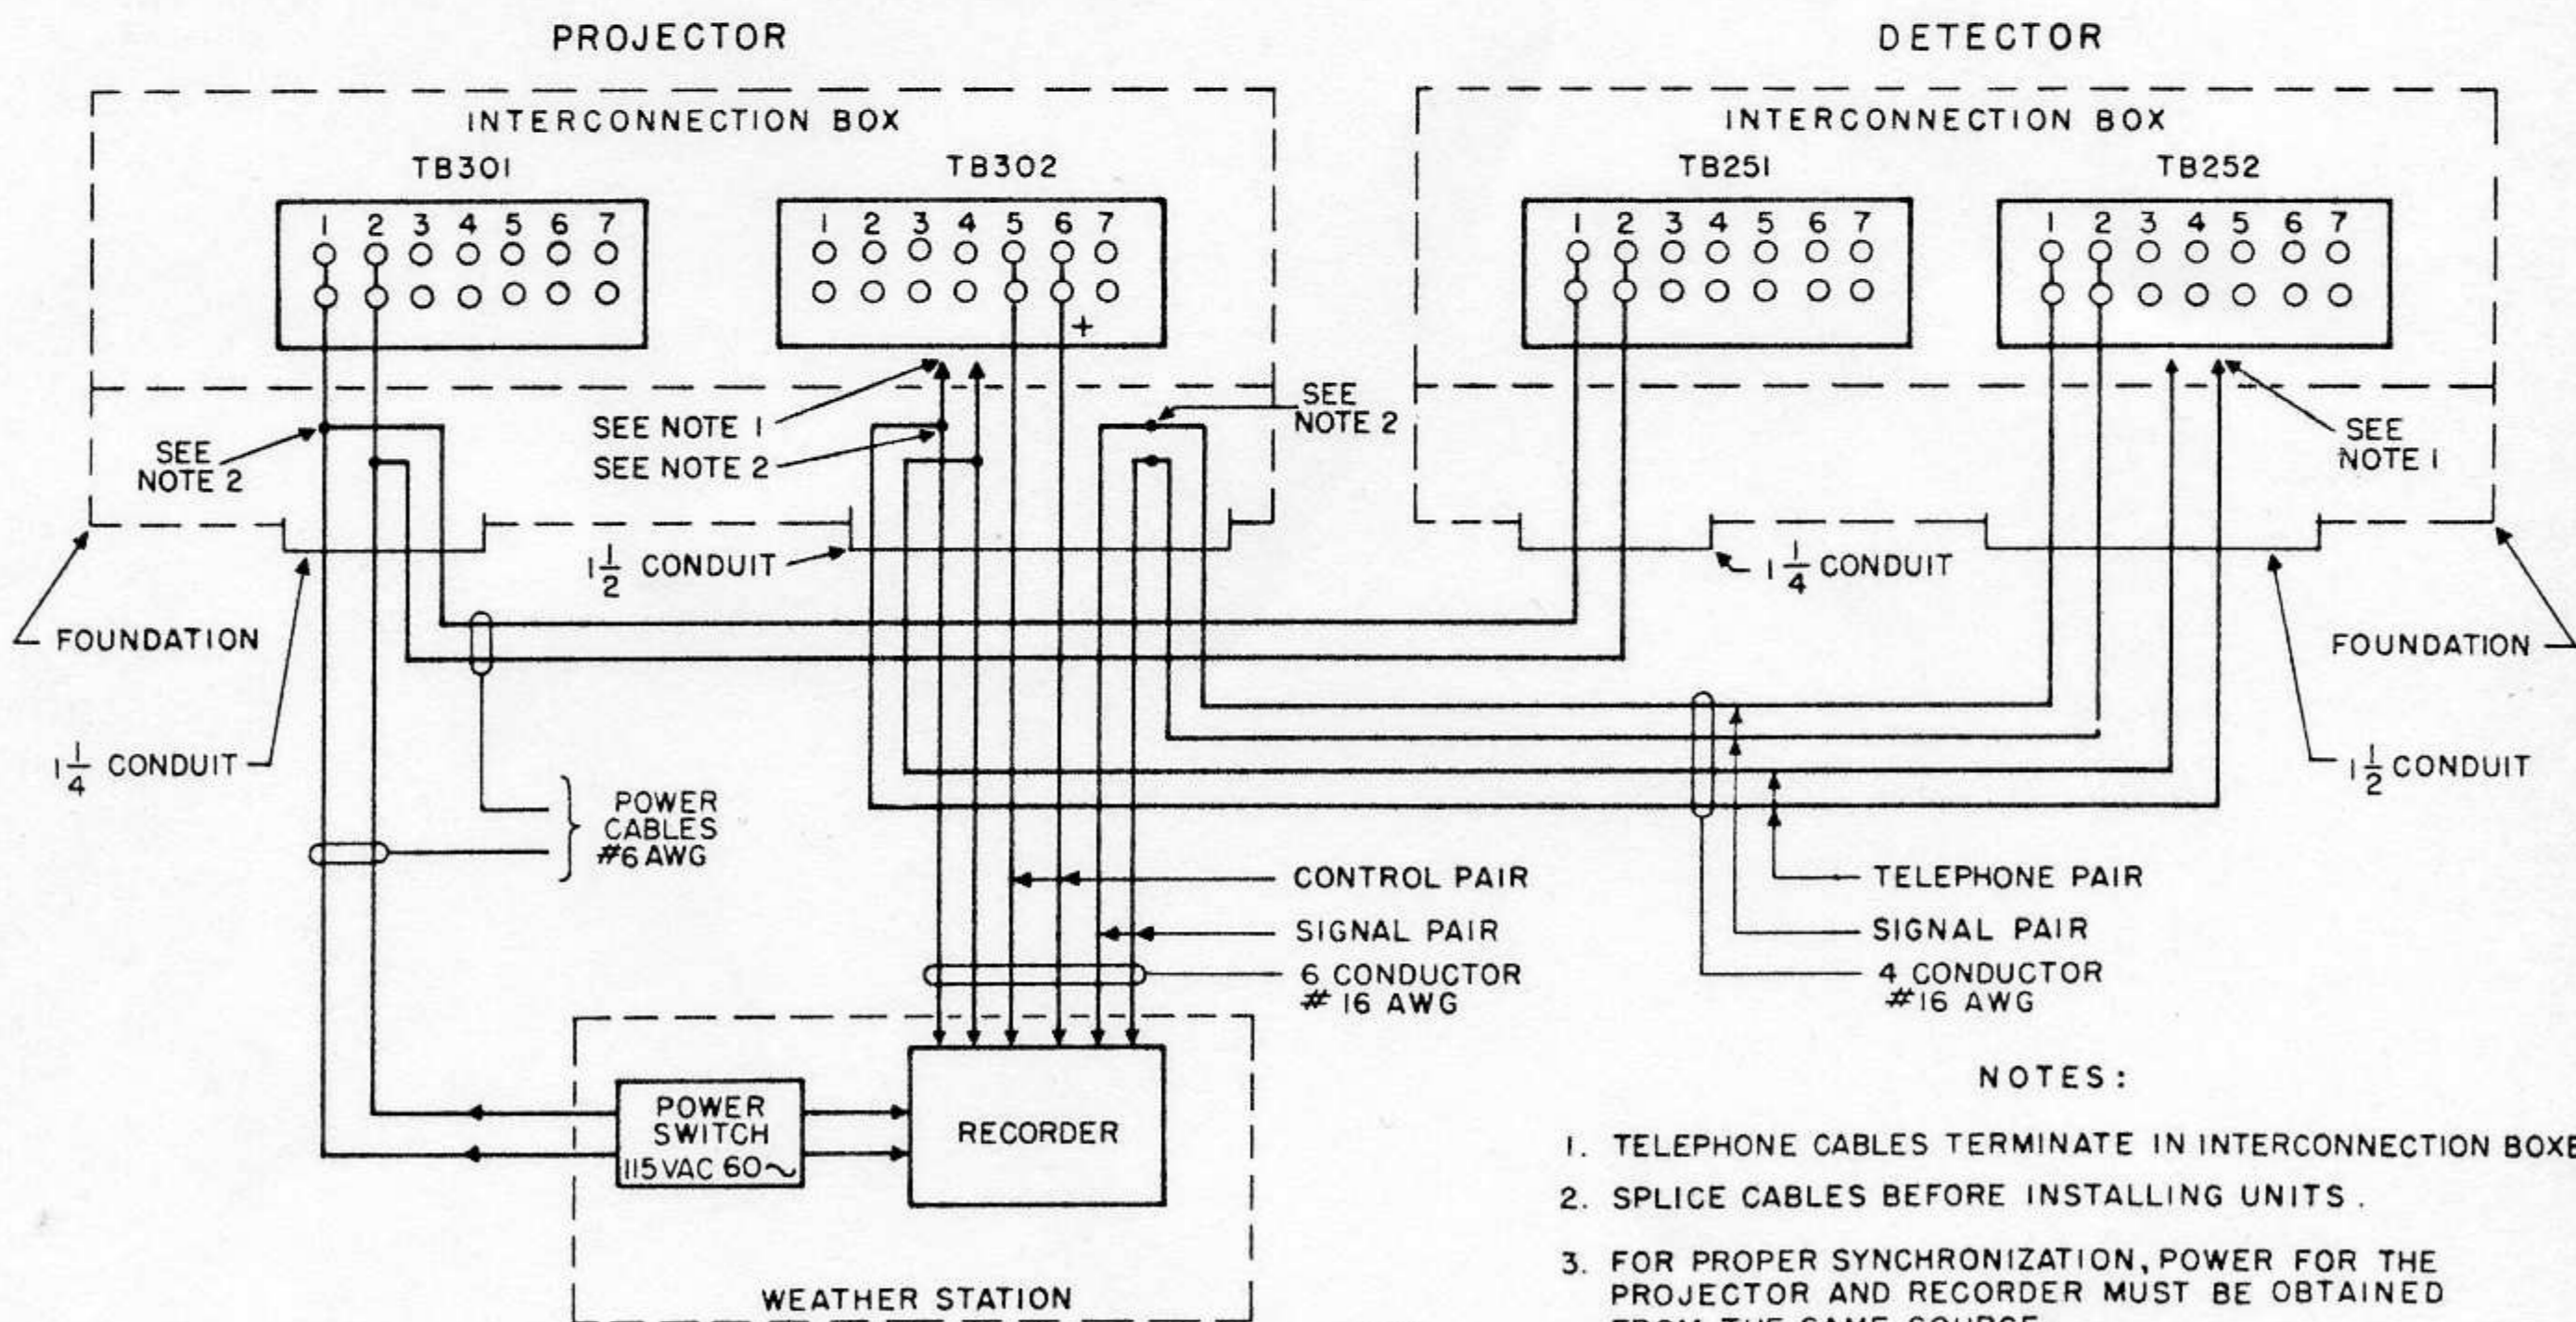 PROJECTOR
DETECTOR
INTERCONNECTION BOX
INTERCONNECTION BOX
TB301
TB302
TB251
TB252
1 2 3 4 5 6 7
1 2 3 4 5 6 7
1 2 3 4 5 6 7
1 2 3 4 5 6 7
+
SEE
NOTE 2
SEE NOTE 1
SEE NOTE 2
SEE
NOTE 2
SEE
NOTE 1
1 1/2 CONDUIT
1 1/4 CONDUIT
FOUNDATION
FOUNDATION
1 1/4 CONDUIT
1 1/2 CONDUIT
POWER
CABLES
#6 AWG
CONTROL PAIR
TELEPHONE PAIR
SIGNAL PAIR
SIGNAL PAIR
6 CONDUCTOR
# 16 AWG
4 CONDUCTOR
#16 AWG
POWER
SWITCH
115 VAC 60~
RECORDER
WEATHER STATION
NOTES:
1. TELEPHONE CABLES TERMINATE IN INTERCONNECTION BOXE
2. SPLICE CABLES BEFORE INSTALLING UNITS.
3. FOR PROPER SYNCHRONIZATION, POWER FOR THE
PROJECTOR AND RECORDER MUST BE OBTAINED
FROM THE SAME SOURCE